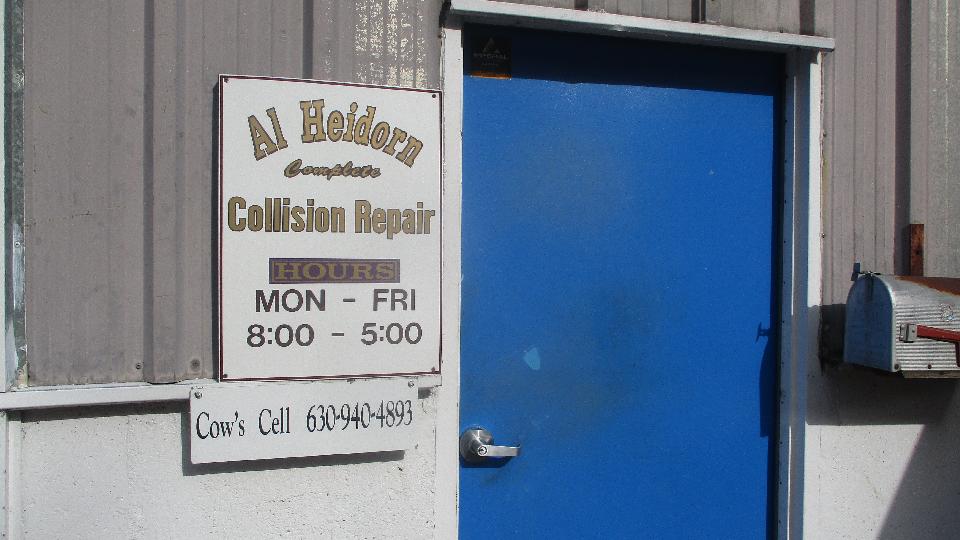 Al Heidorn
Complete
Collision Repair
HOURS
MON - FRI
8:00 - 5:00
Cow's Cell 630-940-4893